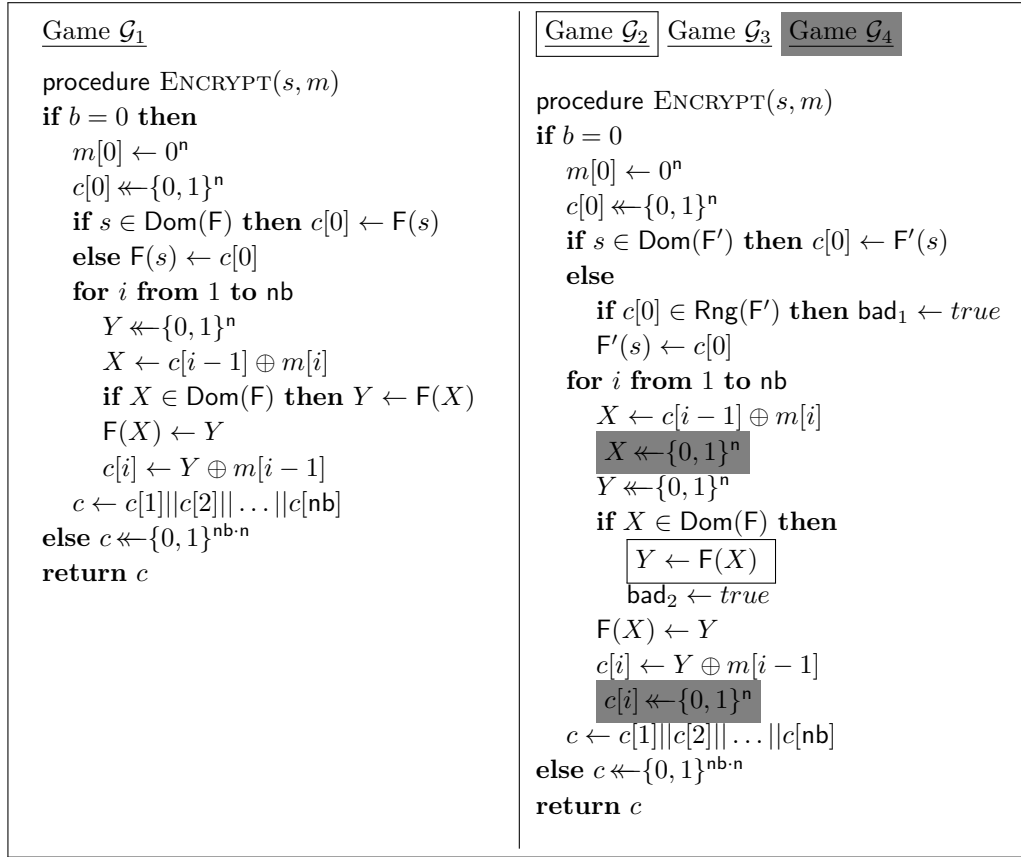 Game 𝒢₁
procedure ENCRYPT(s, m)
if b = 0 then
m[0] ← 0ⁿ
c[0] ↞ {0, 1}ⁿ
if s ∈ Dom(F) then c[0] ← F(s)
else F(s) ← c[0]
for i from 1 to nb
Y ↞ {0, 1}ⁿ
X ← c[i − 1] ⊕ m[i]
if X ∈ Dom(F) then Y ← F(X)
F(X) ← Y
c[i] ← Y ⊕ m[i − 1]
c ← c[1]||c[2]|| . . . ||c[nb]
else c ↞ {0, 1}ⁿᵇ·ⁿ
return c
Game 𝒢₂ Game 𝒢₃ Game 𝒢₄
procedure ENCRYPT(s, m)
if b = 0
m[0] ← 0ⁿ
c[0] ↞ {0, 1}ⁿ
if s ∈ Dom(F′) then c[0] ← F′(s)
else
if c[0] ∈ Rng(F′) then bad₁ ← true
F′(s) ← c[0]
for i from 1 to nb
X ← c[i − 1] ⊕ m[i]
X ↞ {0, 1}ⁿ
Y ↞ {0, 1}ⁿ
if X ∈ Dom(F) then
Y ← F(X)
bad₂ ← true
F(X) ← Y
c[i] ← Y ⊕ m[i − 1]
c[i] ↞ {0, 1}ⁿ
c ← c[1]||c[2]|| . . . ||c[nb]
else c ↞ {0, 1}ⁿᵇ·ⁿ
return c